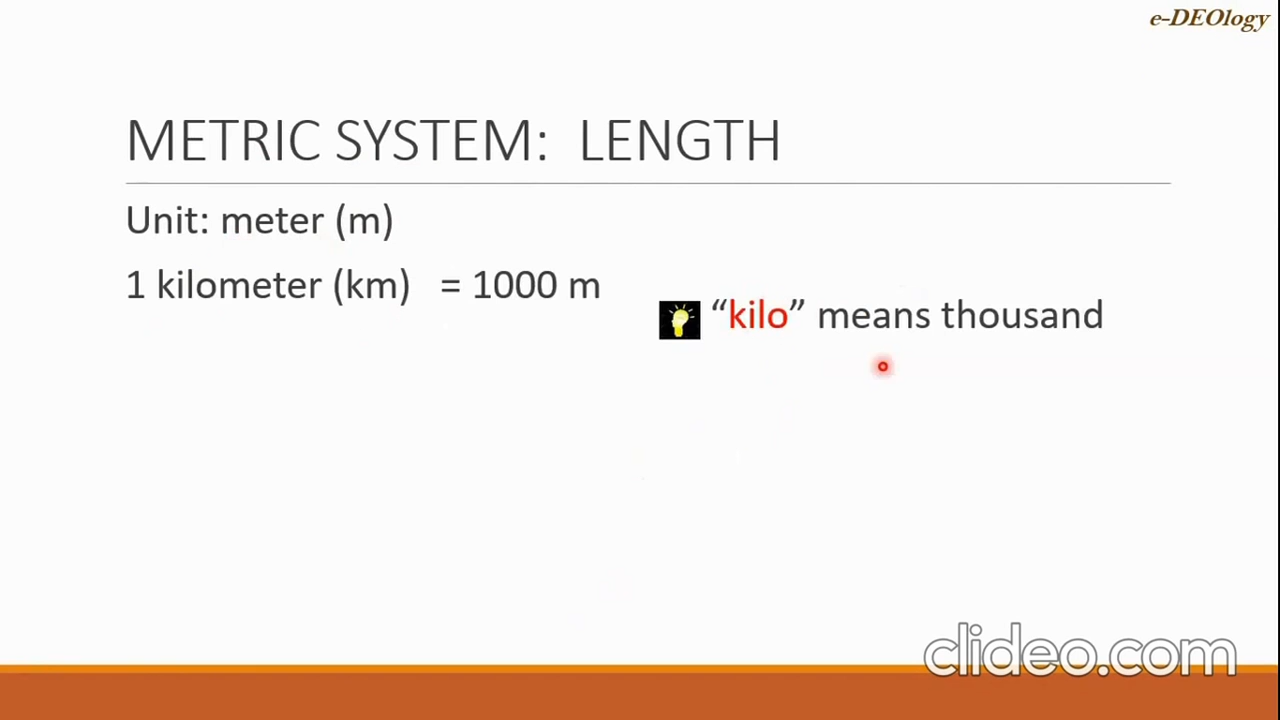 e-DEOlogy
METRIC SYSTEM: LENGTH
Unit: meter (m)
1 kilometer (km) = 1000 m
“kilo” means thousand
clideo.com